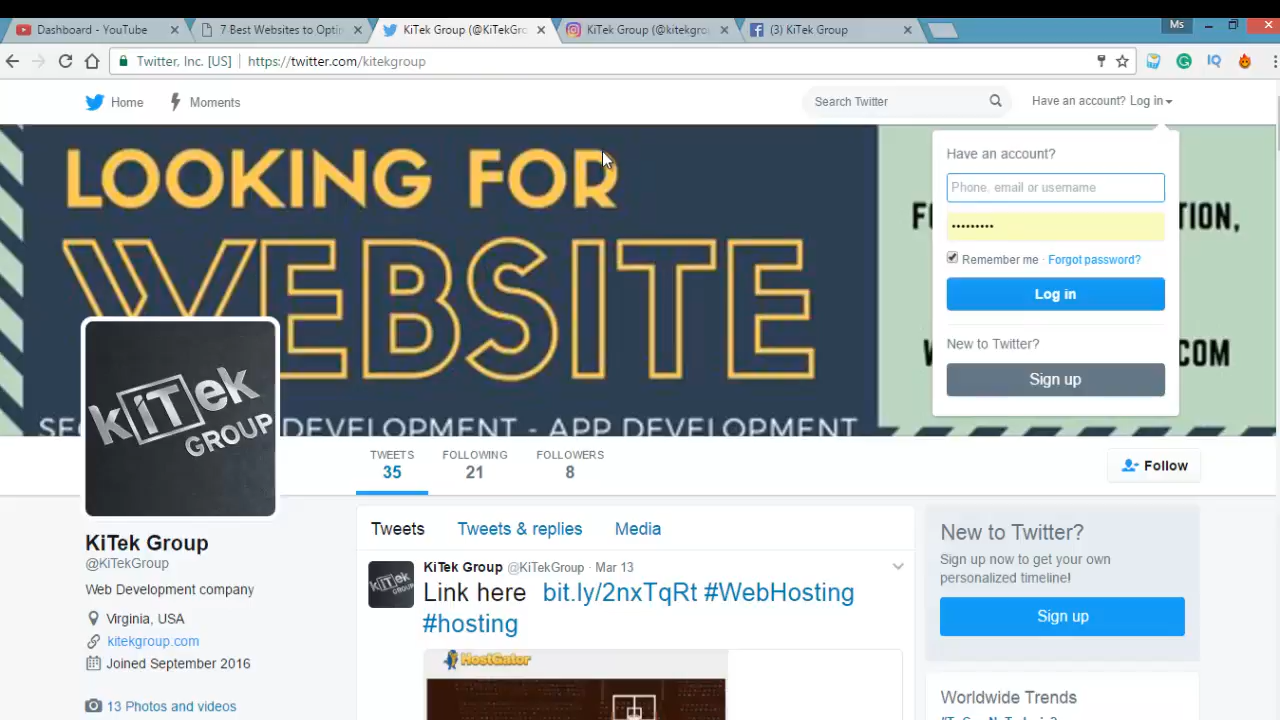 Dashboard - YouTube
7 Best Websites to Optin
KiTek Group (@KiTekGro
KiTek Group (@kitekgrou
(3) KiTek Group
Ms
Twitter, Inc. [US]
https://twitter.com/kitekgroup
IQ
Home
Moments
Search Twitter
Have an account? Log in
LOOKING FOR
WEBSITE
Have an account?
Phone, email or username
•••••••••
Remember me · Forgot password?
Log in
New to Twitter?
Sign up
TION,
COM
DEVELOPMENT - APP DEVELOPMENT
kiTek
GROUP
TWEETS
35
FOLLOWING
21
FOLLOWERS
8
Follow
KiTek Group
@KiTekGroup
Web Development company
Virginia, USA
kitekgroup.com
Joined September 2016
13 Photos and videos
Tweets
Tweets & replies
Media
KiTek Group @KiTekGroup · Mar 13
Link here bit.ly/2nxTqRt #WebHosting
#hosting
HostGator
New to Twitter?
Sign up now to get your own
personalized timeline!
Sign up
Worldwide Trends